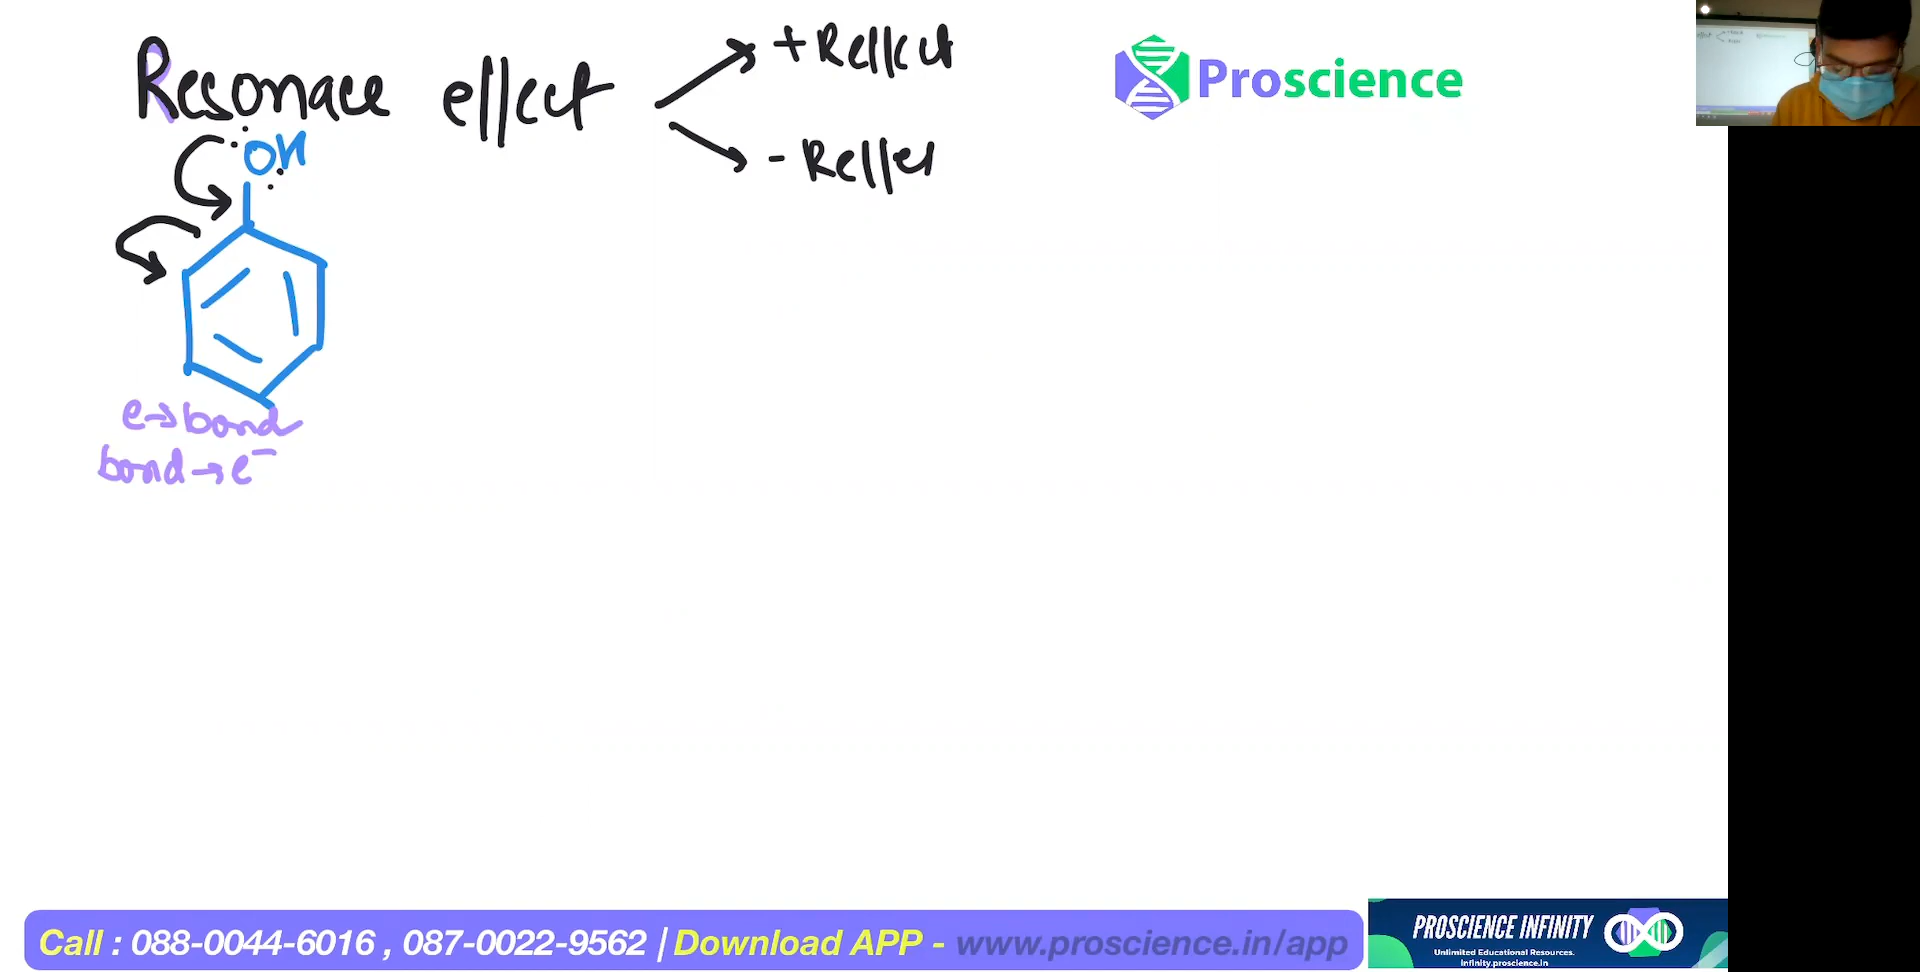 Resonace effect
+ Reffect
- Reffet
OH
e → bond
bond → e⁻
Proscience
Call : 088-0044-6016 , 087-0022-9562 | Download APP - www.proscience.in/app
PROSCIENCE INFINITY
Unlimited Educational Resources.
infinity.proscience.in